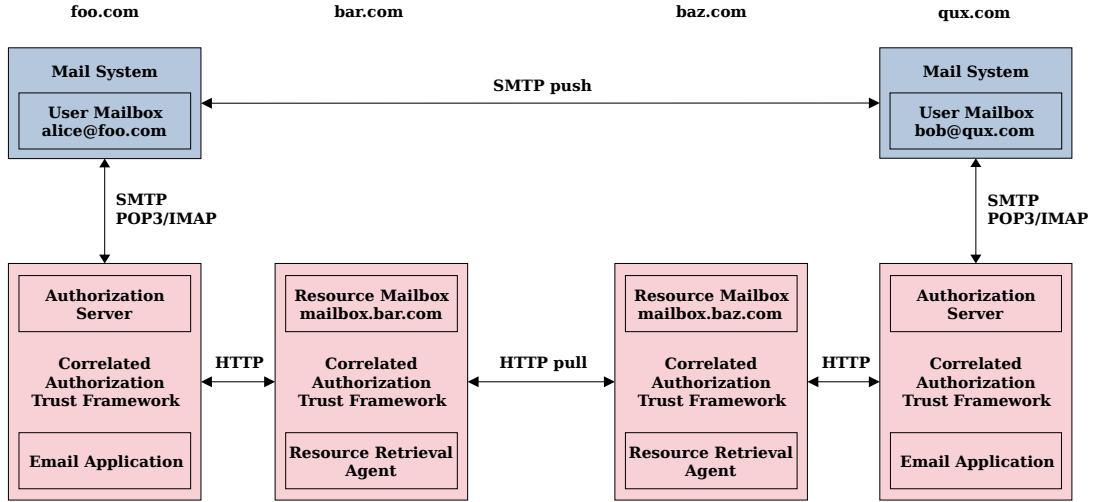 foo.com
bar.com
baz.com
qux.com
Mail System
User Mailbox
alice@foo.com
SMTP push
Mail System
User Mailbox
bob@qux.com
SMTP
POP3/IMAP
SMTP
POP3/IMAP
Authorization
Server
Correlated
Authorization
Trust Framework
Email Application
HTTP
Resource Mailbox
mailbox.bar.com
Correlated
Authorization
Trust Framework
Resource Retrieval
Agent
HTTP pull
Resource Mailbox
mailbox.baz.com
Correlated
Authorization
Trust Framework
Resource Retrieval
Agent
HTTP
Authorization
Server
Correlated
Authorization
Trust Framework
Email Application